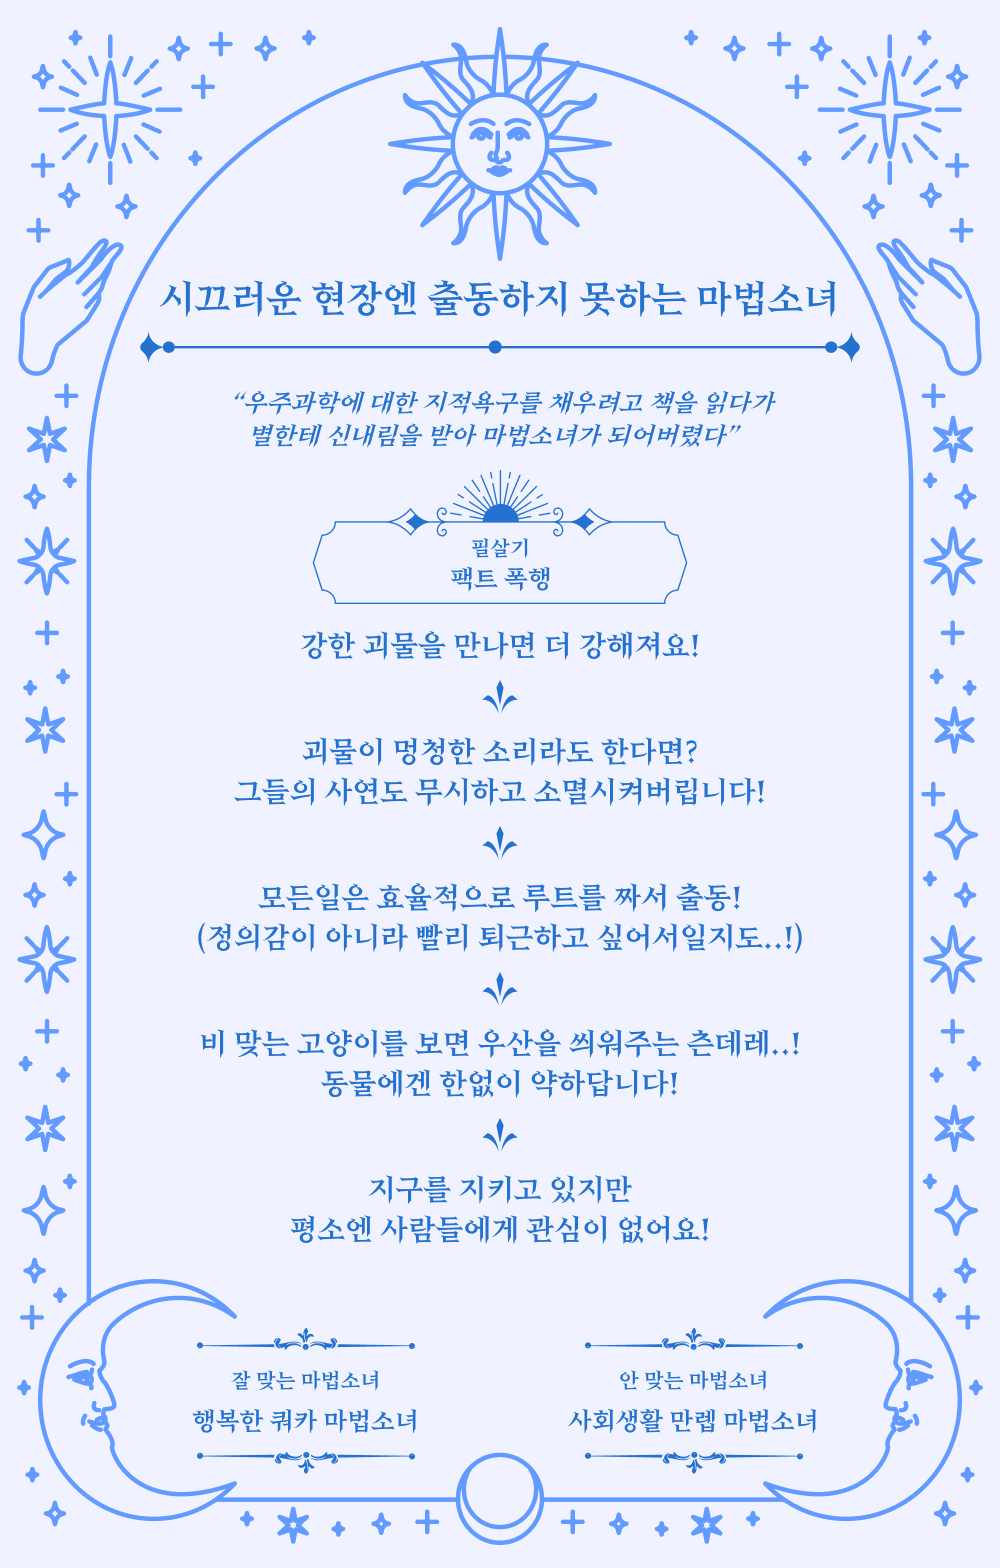 시끄러운 현장엔 출동하지 못하는 마법소녀
“우주과학에 대한 지적욕구를 채우려고 책을 읽다가
별한테 신내림을 받아 마법소녀가 되어버렸다”
필살기
팩트 폭행
강한 괴물을 만나면 더 강해져요!
괴물이 멍청한 소리라도 한다면?
그들의 사연도 무시하고 소멸시켜버립니다!
모든일은 효율적으로 루트를 짜서 출동!
(정의감이 아니라 빨리 퇴근하고 싶어서일지도..!)
비 맞는 고양이를 보면 우산을 씌워주는 츤데레..!
동물에겐 한없이 약하답니다!
지구를 지키고 있지만
평소엔 사람들에게 관심이 없어요!
잘 맞는 마법소녀
행복한 쿼카 마법소녀
안 맞는 마법소녀
사회생활 만렙 마법소녀